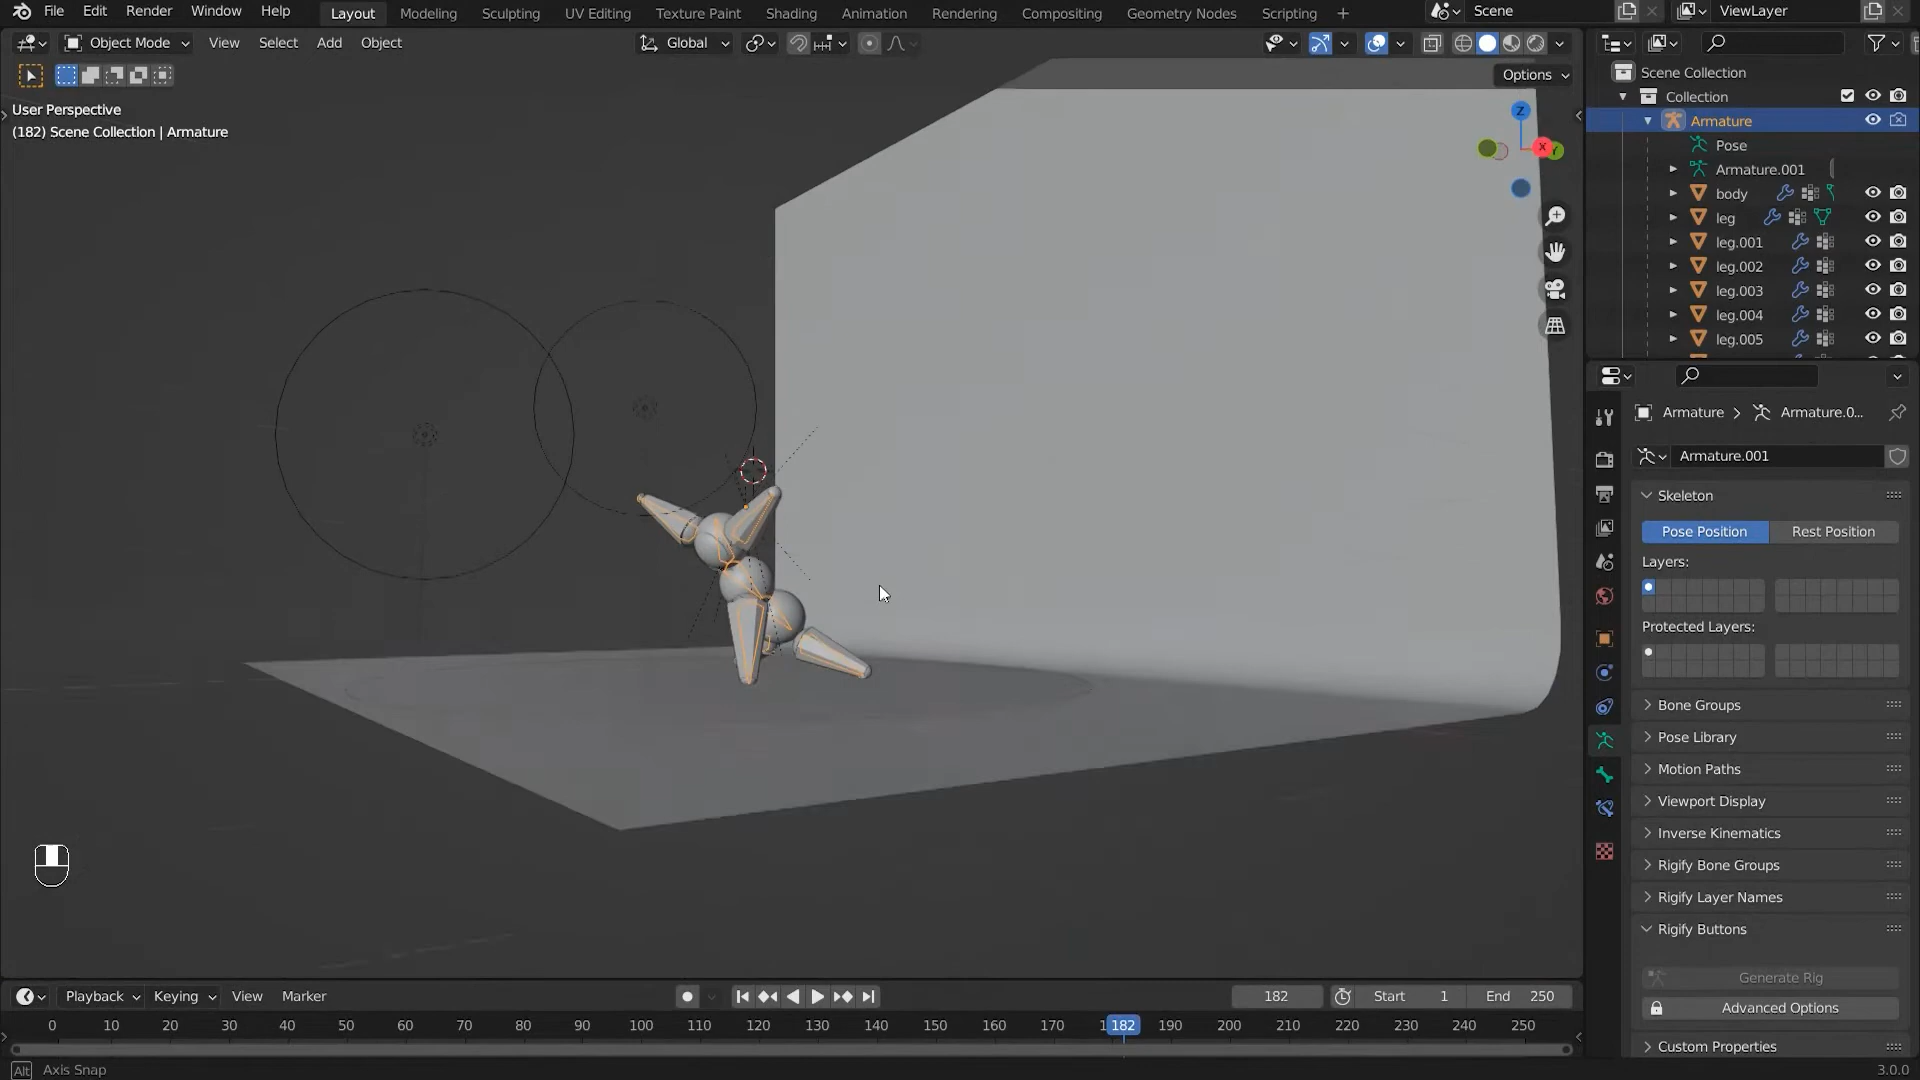 File Edit Render Window Help Layout Modeling Sculpting UV Editing Texture Paint Shading Animation Rendering Compositing Geometry Nodes Scripting + Scene ViewLayer
Object Mode View Select Add Object Global
Options
User Perspective
(182) Scene Collection | Armature
Z
X
Y
Scene Collection
Collection
Armature
Pose
Armature.001
body
leg
leg.001
leg.002
leg.003
leg.004
leg.005
Armature > Armature.0...
Armature.001
Skeleton
Pose Position Rest Position
Layers:
Protected Layers:
Bone Groups
Pose Library
Motion Paths
Viewport Display
Inverse Kinematics
Rigify Bone Groups
Rigify Layer Names
Rigify Buttons
Generate Rig
Advanced Options
Custom Properties
Playback Keying View Marker 182 Start 1 End 250
0 10 20 30 40 50 60 70 80 90 100 110 120 130 140 150 160 170 182 190 200 210 220 230 240 250
Alt Axis Snap
3.0.0